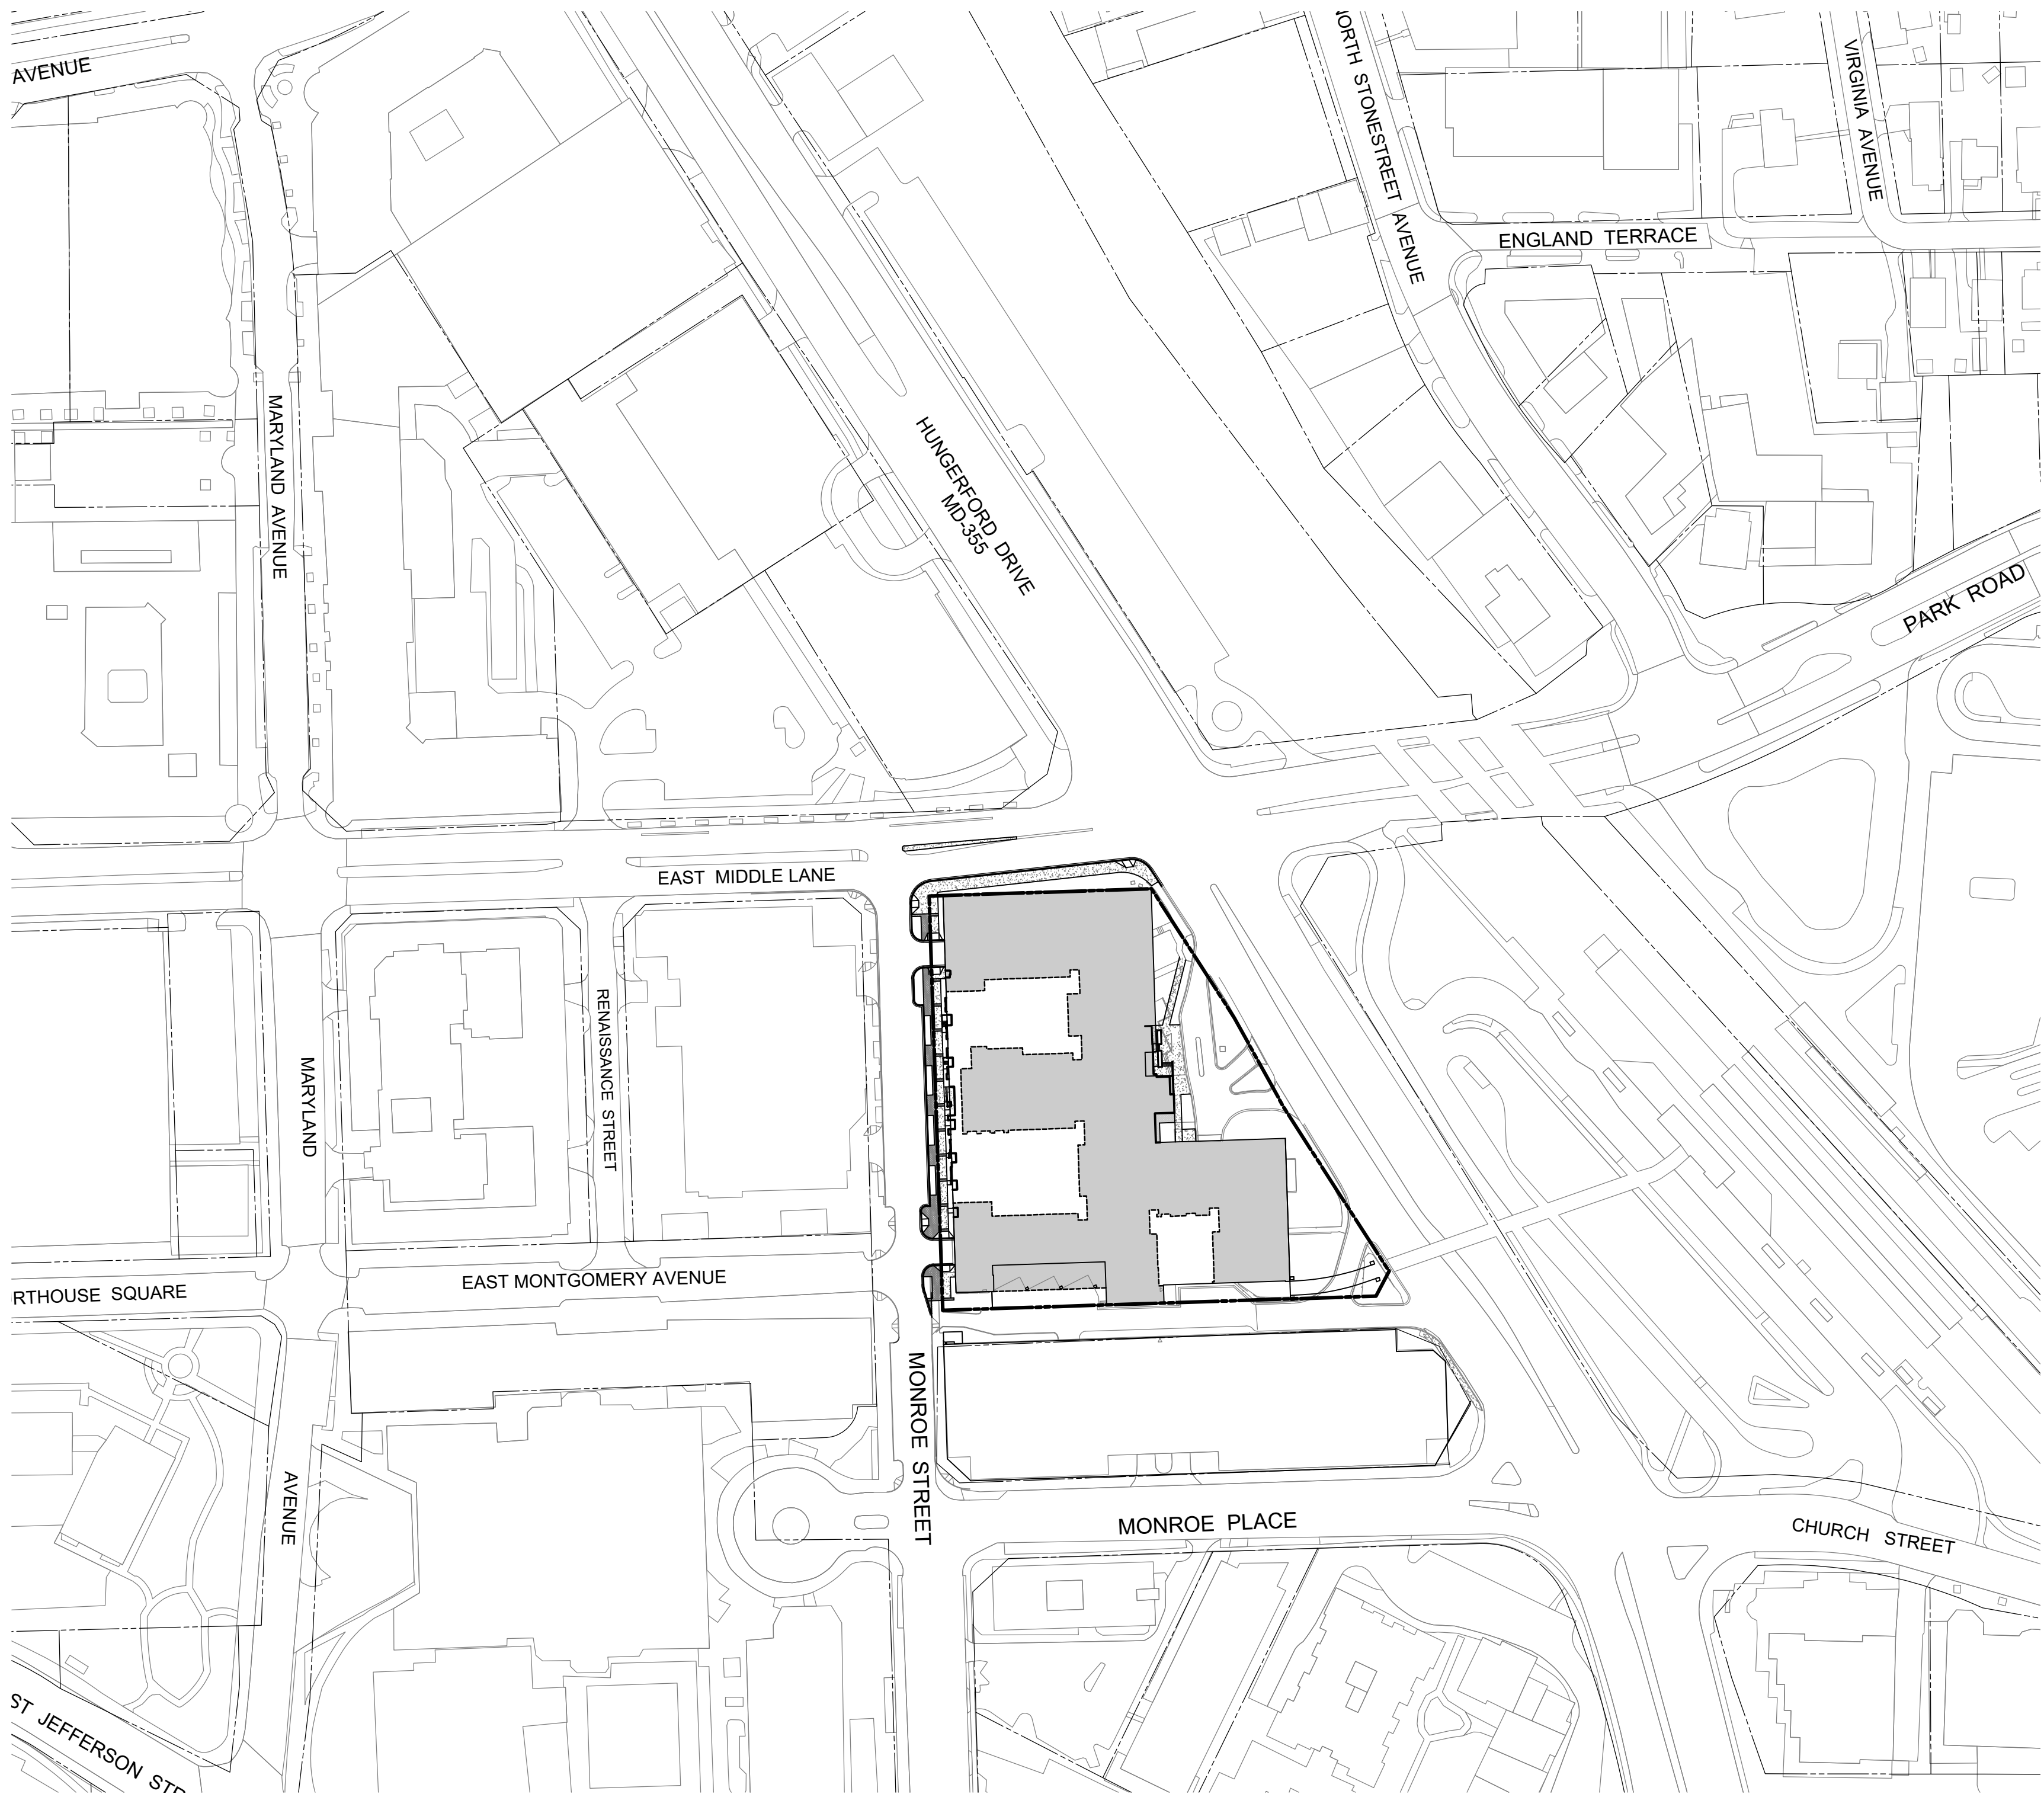 AVENUE
NORTH STONESTREET AVENUE
VIRGINIA AVENUE
ENGLAND TERRACE
MARYLAND AVENUE
HUNGERFORD DRIVE
MD-355
PARK ROAD
EAST MIDDLE LANE
RENAISSANCE STREET
MARYLAND
AVENUE
RTHOUSE SQUARE
EAST MONTGOMERY AVENUE
MONROE STREET
MONROE PLACE
CHURCH STREET
ST JEFFERSON STR